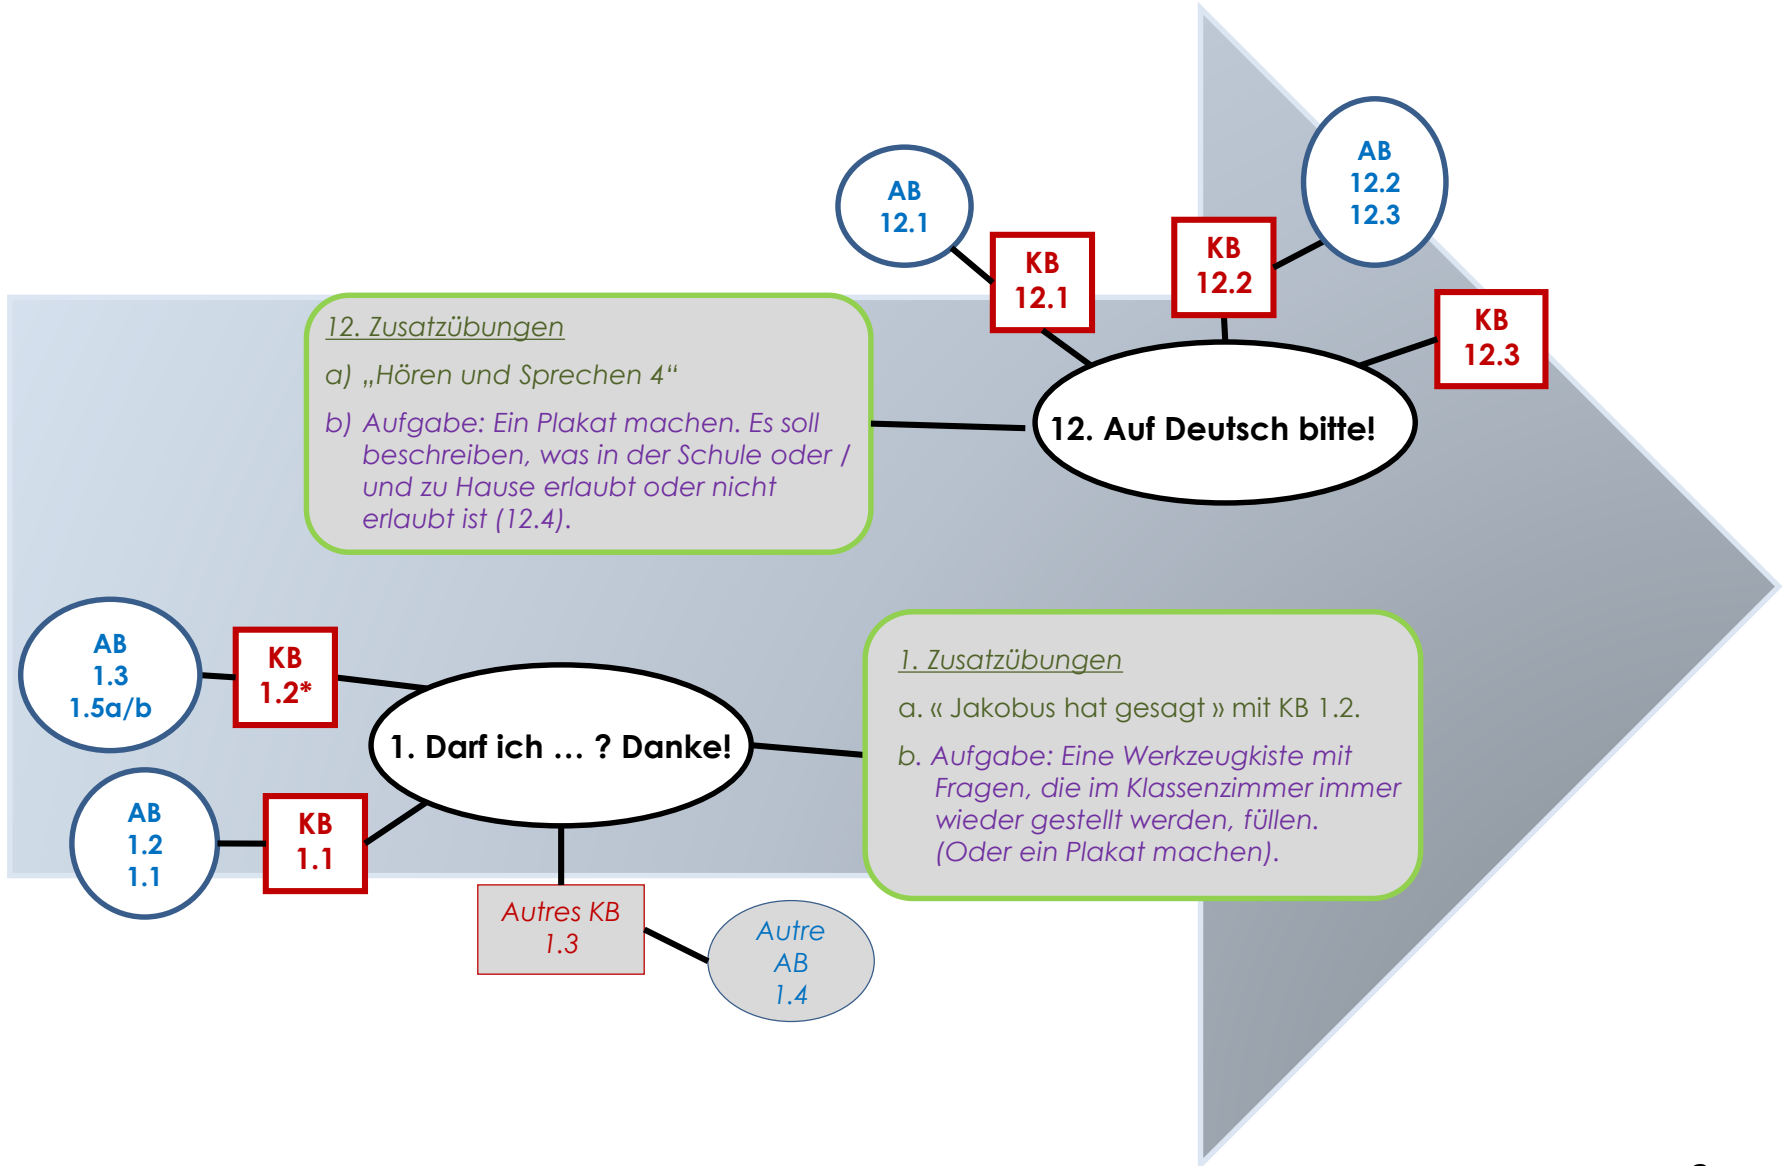 AB
12.1
AB
12.2
12.3
KB
12.1
KB
12.2
KB
12.3
12. Zusatzübungen
a) „Hören und Sprechen 4“
b) Aufgabe: Ein Plakat machen. Es soll
beschreiben, was in der Schule oder /
und zu Hause erlaubt oder nicht
erlaubt ist (12.4).
12. Auf Deutsch bitte!
AB
1.3
1.5a/b
KB
1.2*
1. Darf ich … ? Danke!
AB
1.2
1.1
KB
1.1
1. Zusatzübungen
a. « Jakobus hat gesagt » mit KB 1.2.
b. Aufgabe: Eine Werkzeugkiste mit
Fragen, die im Klassenzimmer immer
wieder gestellt werden, füllen.
(Oder ein Plakat machen).
Autres KB
1.3
Autre
AB
1.4